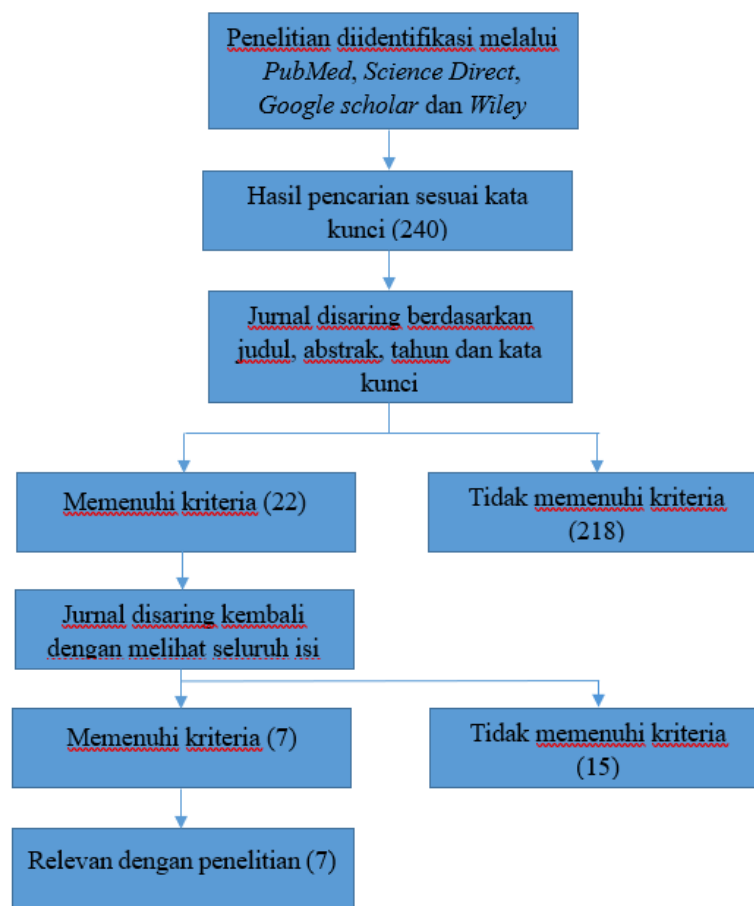 Penelitian diidentifikasi melalui
PubMed, Science Direct,
Google scholar dan Wiley
Hasil pencarian sesuai kata
kunci (240)
Jurnal disaring berdasarkan
judul, abstrak, tahun dan kata
kunci
Memenuhi kriteria (22)
Tidak memenuhi kriteria
(218)
Jurnal disaring kembali
dengan melihat seluruh isi
Memenuhi kriteria (7)
Tidak memenuhi kriteria
(15)
Relevan dengan penelitian (7)